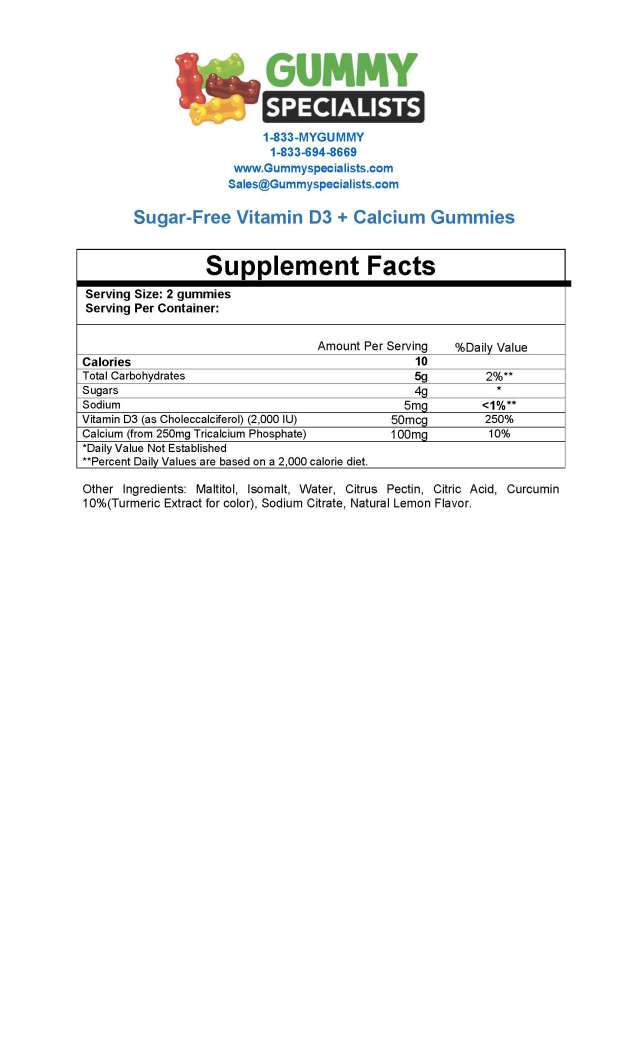 GUMMY
SPECIALISTS
1-833-MYGUMMY
1-833-694-8669
www.Gummyspecialists.com
Sales@Gummyspecialists.com
Sugar-Free Vitamin D3 + Calcium Gummies
Supplement Facts
Serving Size: 2 gummies
Serving Per Container:
Amount Per Serving %Daily Value
Calories 10
Total Carbohydrates 5g 2%**
Sugars 4g *
Sodium 5mg <1%**
Vitamin D3 (as Choleccalciferol) (2,000 IU) 50mcg 250%
Calcium (from 250mg Tricalcium Phosphate) 100mg 10%
*Daily Value Not Established
**Percent Daily Values are based on a 2,000 calorie diet.
Other Ingredients: Maltitol, Isomalt, Water, Citrus Pectin, Citric Acid, Curcumin
10%(Turmeric Extract for color), Sodium Citrate, Natural Lemon Flavor.